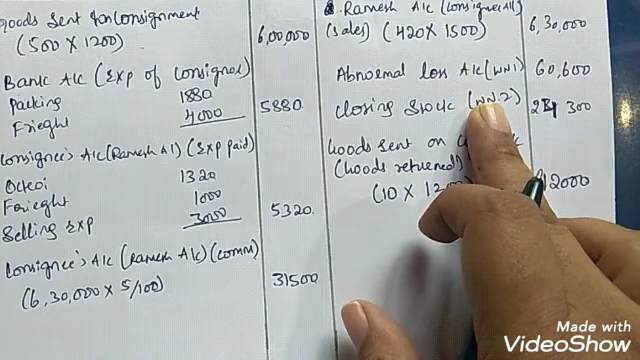 Goods sent on consignment
(500 X 1200)
6,00,000
Bank A/c (Exp of consignor)
Packing 1880
Frieght 4000
5880
Consignee's A/c (Ramesh A/c) (Exp paid)
Octroi 1320
Frieght 1000
Selling Exp 3000
5320.
Consignee's A/c (Ramesh A/c) (Comm)
(6,30,000 X 5/100)
31500
Ramesh A/c (Consignee A/c)
(Sales) (420 X 1500)
6,30,000
Abnormal loss A/c (WN1)
60,600
Closing Stock (WN2)
300
Goods sent on
(Goods returned)
(10 X
12000
Made with
VideoShow